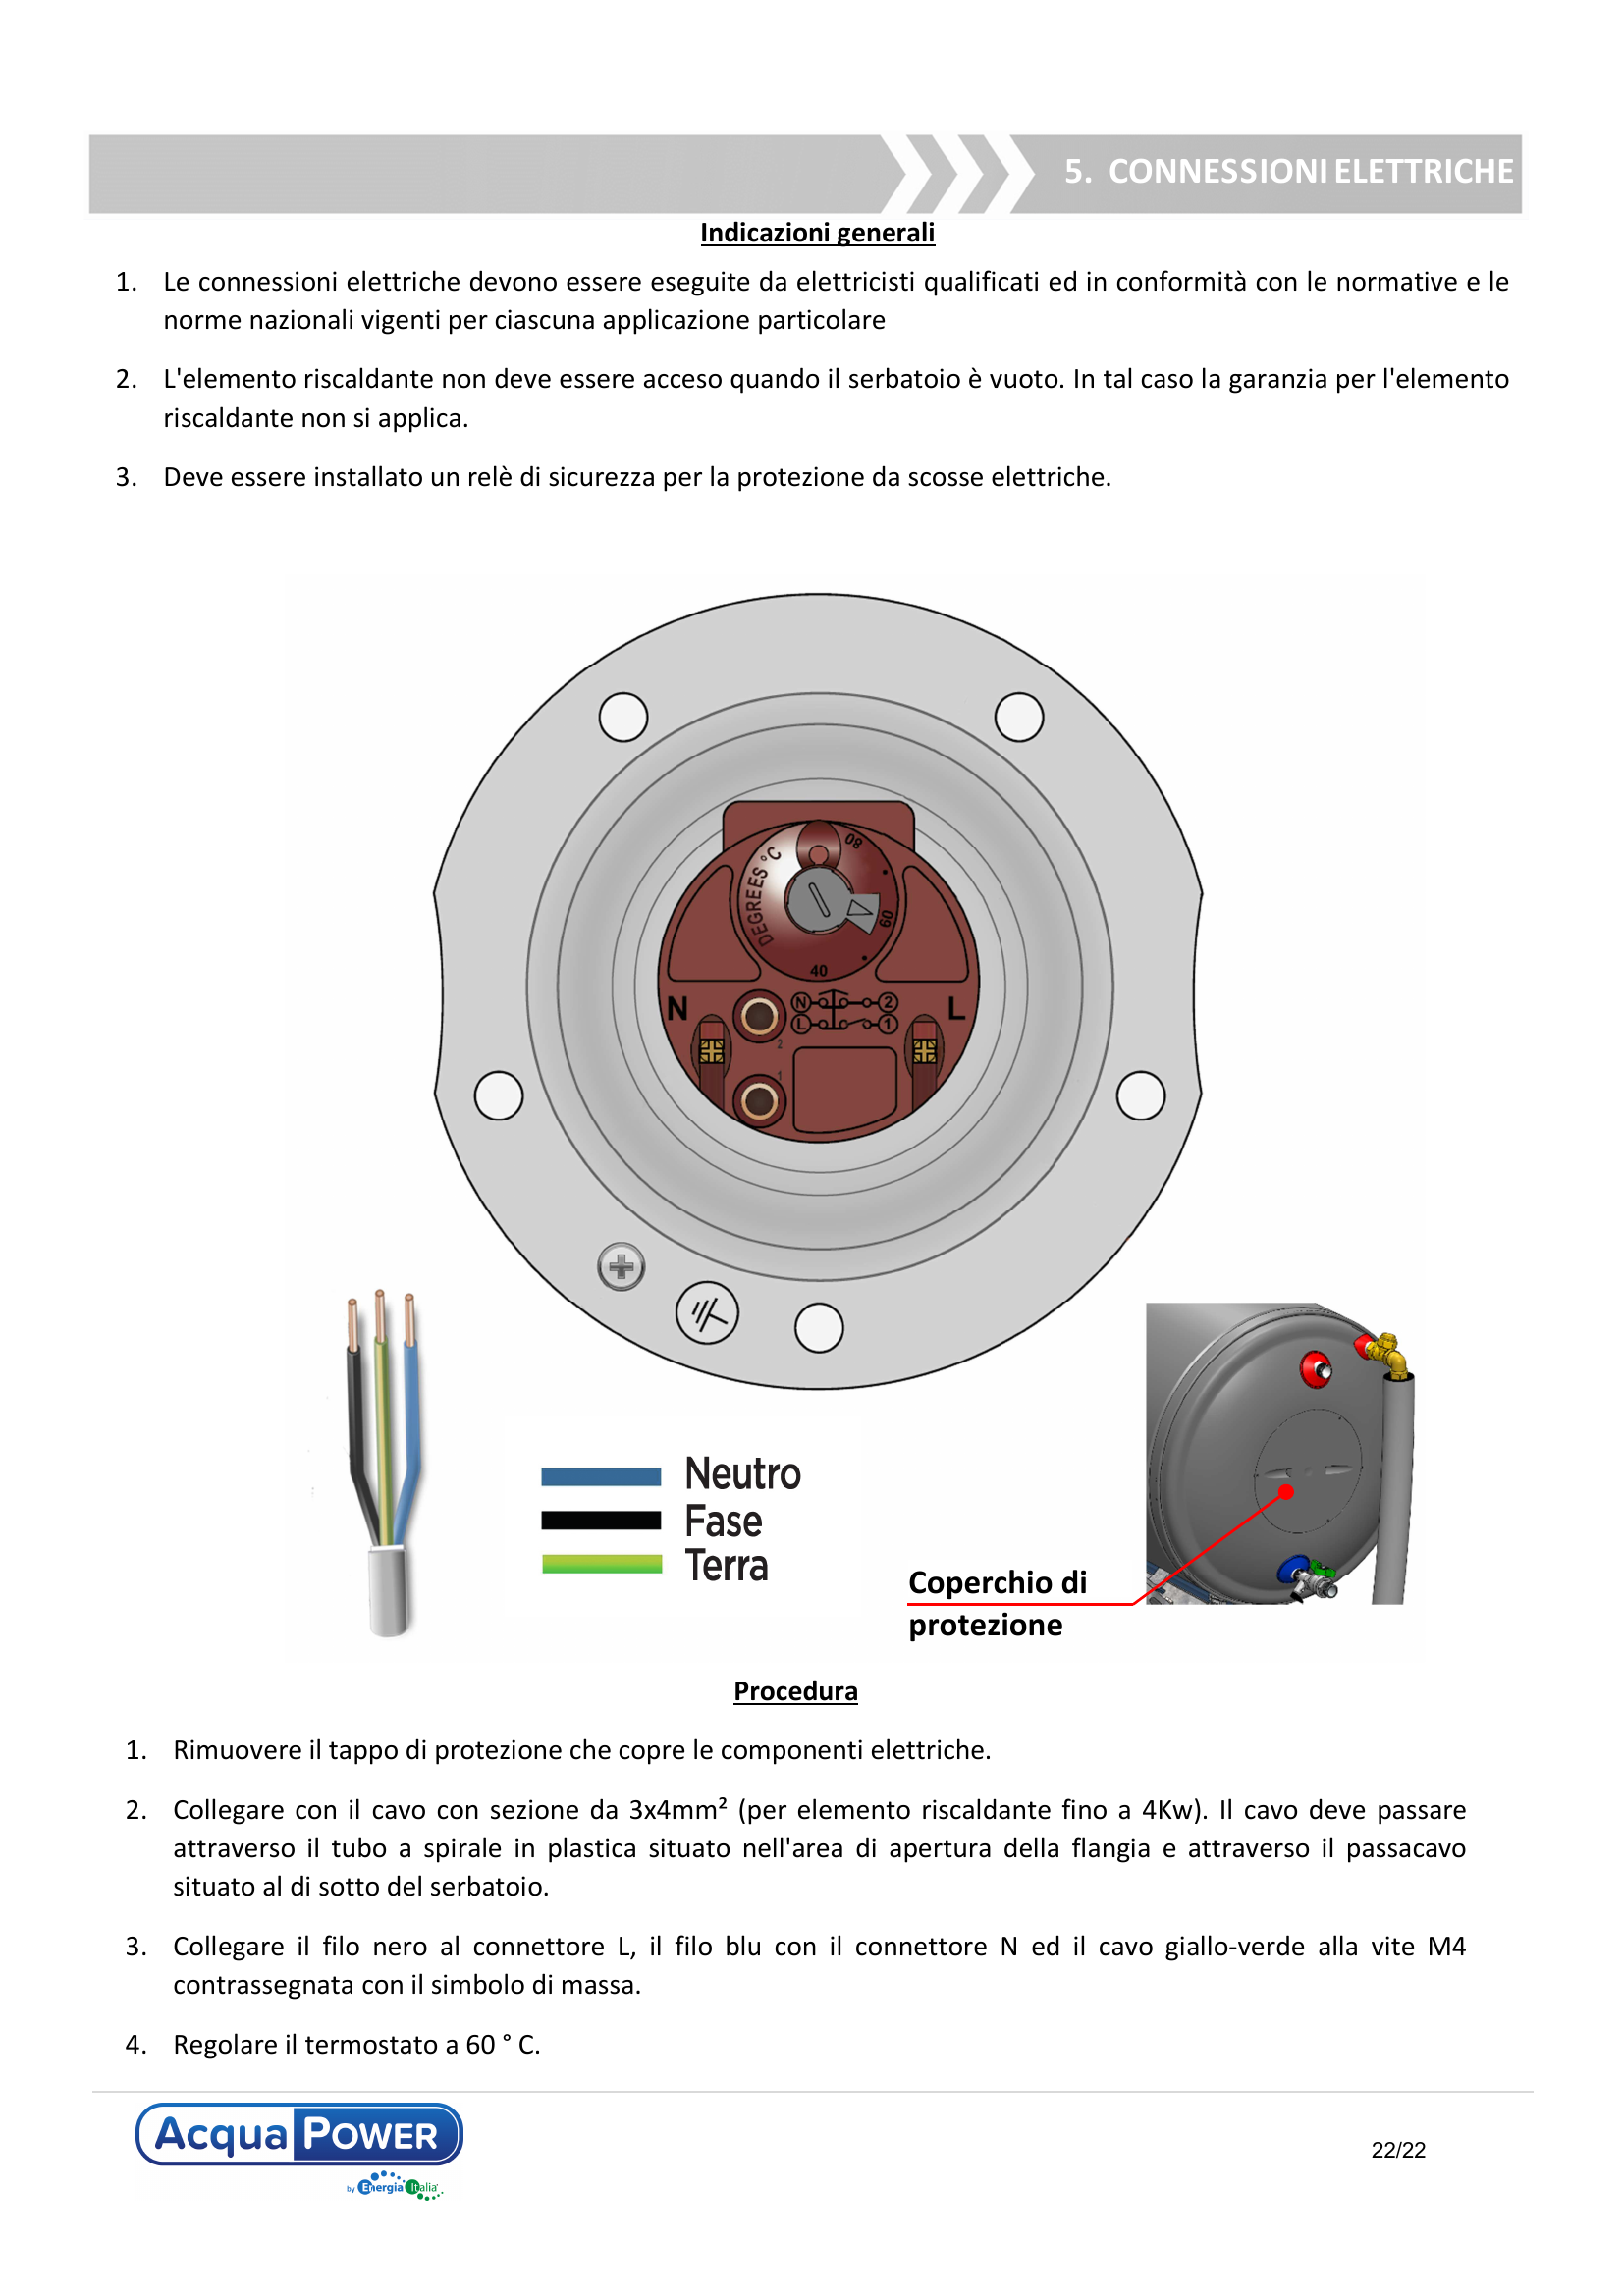 5. CONNESSIONI ELETTRICHE
Indicazioni generali
1. Le connessioni elettriche devono essere eseguite da elettricisti qualificati ed in conformità con le normative e le
norme nazionali vigenti per ciascuna applicazione particolare
2. L'elemento riscaldante non deve essere acceso quando il serbatoio è vuoto. In tal caso la garanzia per l'elemento
riscaldante non si applica.
3. Deve essere installato un relè di sicurezza per la protezione da scosse elettriche.
DEGREES °C
80
60
40
N
N
2
L
L
1
2
1
Neutro
Fase
Terra
Coperchio di
protezione
Procedura
1. Rimuovere il tappo di protezione che copre le componenti elettriche.
2. Collegare con il cavo con sezione da 3x4mm² (per elemento riscaldante fino a 4Kw). Il cavo deve passare
attraverso il tubo a spirale in plastica situato nell'area di apertura della flangia e attraverso il passacavo
situato al di sotto del serbatoio.
3. Collegare il filo nero al connettore L, il filo blu con il connettore N ed il cavo giallo-verde alla vite M4
contrassegnata con il simbolo di massa.
4. Regolare il termostato a 60 ° C.
Acqua POWER
by Energia Italia
22/22